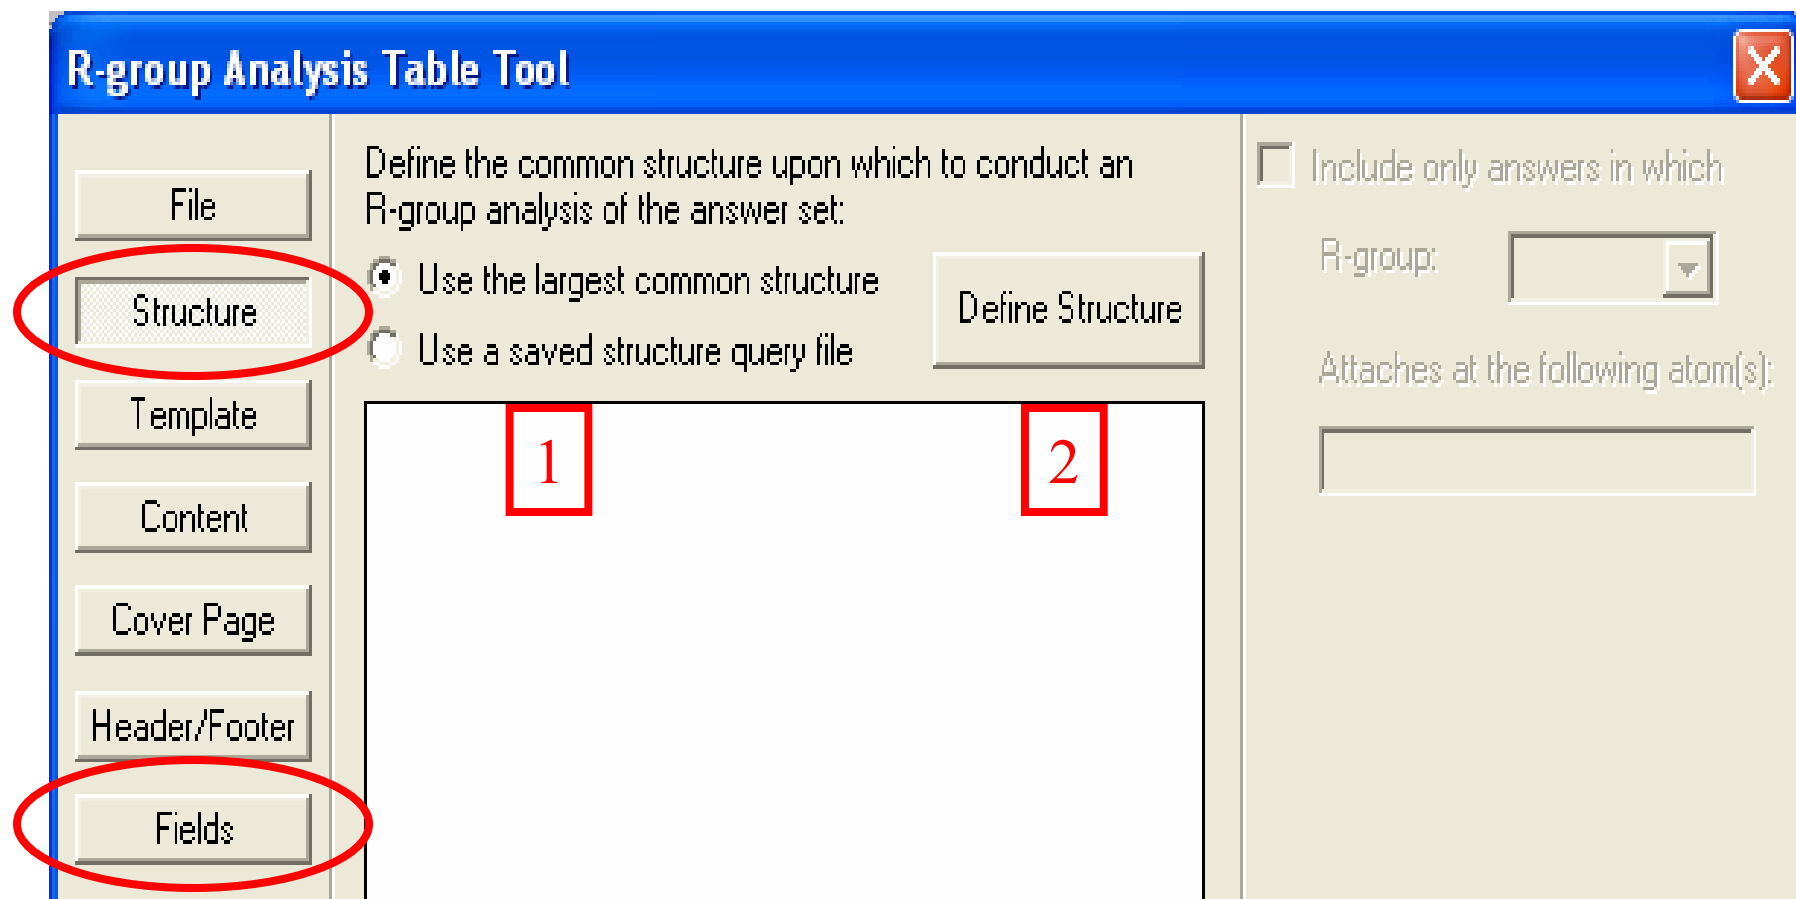 R-group Analysis Table Tool
File
Structure
Template
Content
Cover Page
Header/Footer
Fields
Define the common structure upon which to conduct an
R-group analysis of the answer set:
Use the largest common structure
Use a saved structure query file
Define Structure
1
2
Include only answers in which
R-group:
Attaches at the following atom(s):